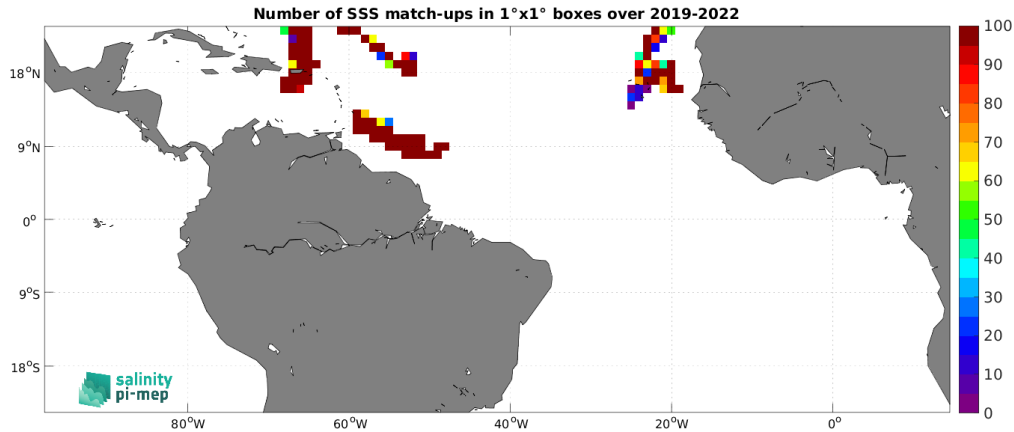 Number of SSS match-ups in 1°x1° boxes over 2019-2022
18°N
9°N
0°
9°S
18°S
80°W
60°W
40°W
20°W
0°
100
90
80
70
60
50
40
30
20
10
0
salinity
pi-mep